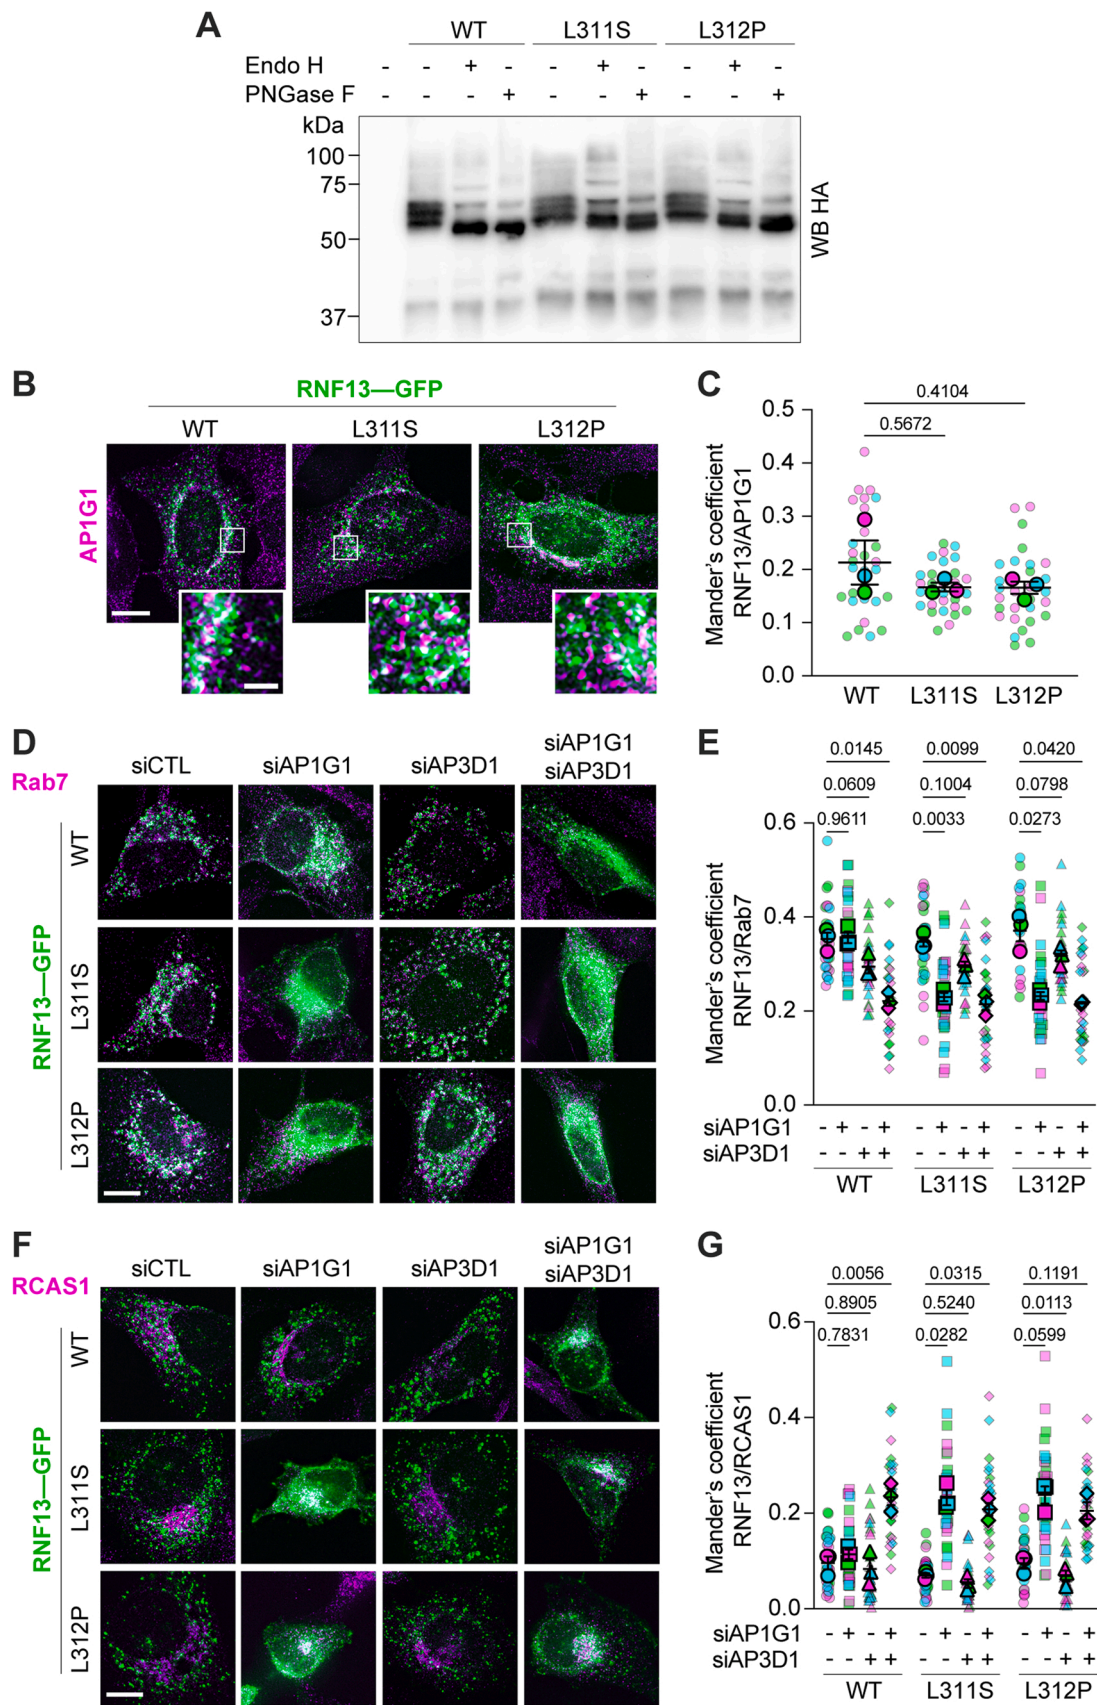 A
WT L311S L312P
Endo H - - + - - + - - + -
PNGase F - - - + - - + - - +
kDa
100
75
50
37
WB HA
B
RNF13—GFP
WT L311S L312P
AP1G1
C
0.4104
0.5672
0.5
0.4
0.3
0.2
0.1
0.0
Mander's coefficient
RNF13/AP1G1
WT L311S L312P
D
Rab7
siCTL siAP1G1 siAP3D1 siAP1G1
siAP3D1
RNF13—GFP
WT
L311S
L312P
E
0.0145 0.0099 0.0420
0.0609 0.1004 0.0798
0.9611 0.0033 0.0273
0.6
0.4
0.2
0.0
Mander's coefficient
RNF13/Rab7
siAP1G1 - + - + - + - + - + - +
siAP3D1 - - + + - - + + - - + +
WT L311S L312P
F
RCAS1
siCTL siAP1G1 siAP3D1 siAP1G1
siAP3D1
RNF13—GFP
WT
L311S
L312P
G
0.0056 0.0315 0.1191
0.8905 0.5240 0.0113
0.7831 0.0282 0.0599
0.6
0.4
0.2
0.0
Mander's coefficient
RNF13/RCAS1
siAP1G1 - + - + - + - + - + - +
siAP3D1 - - + + - - + + - - + +
WT L311S L312P